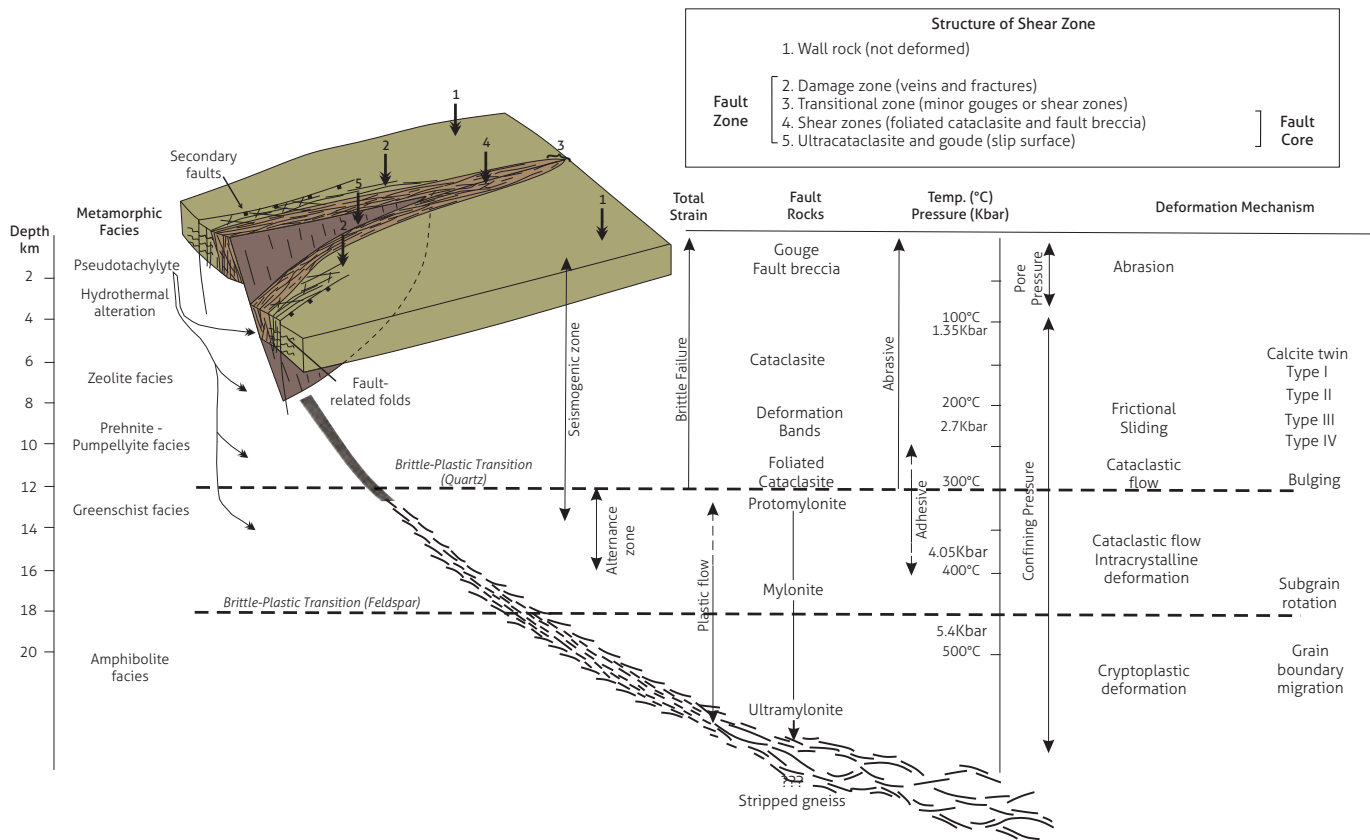 Structure of Shear Zone
1. Wall rock (not deformed)
Fault
Zone
2. Damage zone (veins and fractures)
3. Transitional zone (minor gouges or shear zones)
4. Shear zones (foliated cataclasite and fault breccia)
5. Ultracataclasite and goude (slip surface)
Fault
Core
1
2
4
3
5
1
2
Secondary
faults
Fault-
related folds
Depth
km
2
4
6
8
10
12
14
16
18
20
Metamorphic
Facies
Pseudotachylyte
Hydrothermal
alteration
Zeolite facies
Prehnite -
Pumpellyite facies
Greenschist facies
Amphibolite
facies
Brittle-Plastic Transition
(Quartz)
Brittle-Plastic Transition (Feldspar)
Seismogenic zone
Alternance
zone
Total
Strain
Brittle Failure
Plastic flow
Fault
Rocks
Gouge
Fault breccia
Cataclasite
Deformation
Bands
Foliated
Cataclasite
Protomylonite
Mylonite
Ultramylonite
???
Stripped gneiss
Abrasive
Adhesive
Temp. (°C)
Pressure (Kbar)
100°C
1.35Kbar
200°C
2.7Kbar
300°C
4.05Kbar
400°C
5.4Kbar
500°C
Pore
Pressure
Confining Pressure
Deformation Mechanism
Abrasion
Frictional
Sliding
Cataclastic
flow
Cataclastic flow
Intracrystalline
deformation
Cryptoplastic
deformation
Calcite twin
Type I
Type II
Type III
Type IV
Bulging
Subgrain
rotation
Grain
boundary
migration